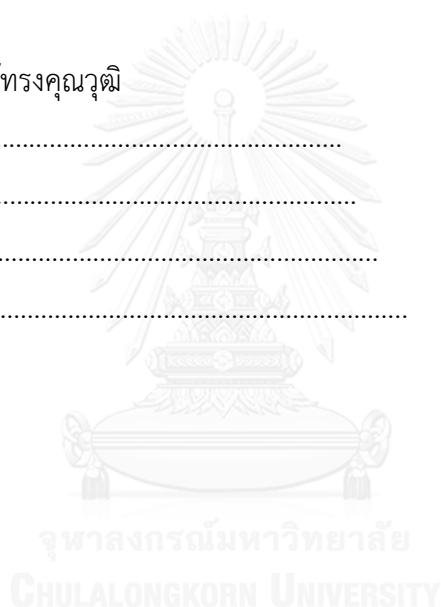 ทรงคุณวุฒิ
................................................................
..................................................................
......................................................................
...........................................................................
จุฬาลงกรณ์มหาวิทยาลัย
CHULALONGKORN UNIVERSITY